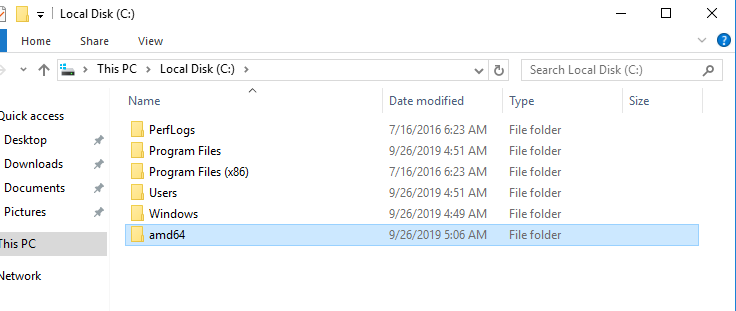 Local Disk (C:)
Home Share View
This PC > Local Disk (C:) > Search Local Disk (C:)
Name Date modified Type Size
Quick access
Desktop
Downloads
Documents
Pictures
This PC
Network
PerfLogs 7/16/2016 6:23 AM File folder
Program Files 9/26/2019 4:51 AM File folder
Program Files (x86) 7/16/2016 6:23 AM File folder
Users 9/26/2019 4:51 AM File folder
Windows 9/26/2019 4:49 AM File folder
amd64 9/26/2019 5:06 AM File folder